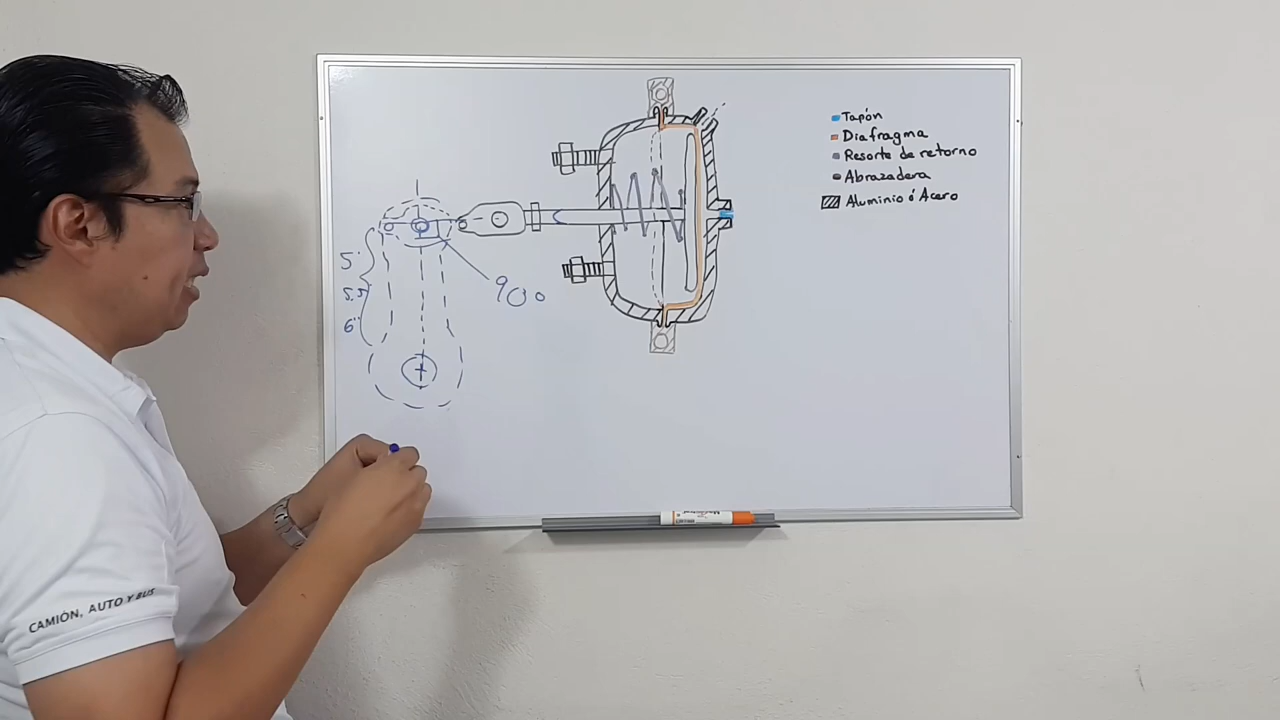 Tapón
Diafragma
Resorte de retorno
Abrazadera
Aluminio ó Acero
5"
5.5"
6"
90°
CAMIÓN, AUTO Y BUS